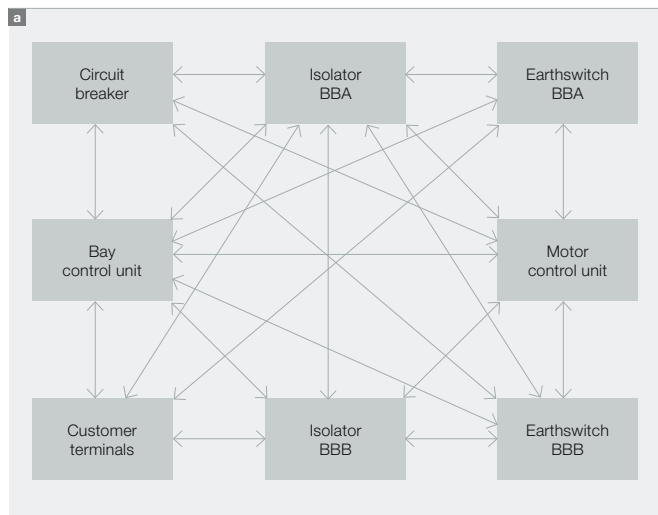 a
Circuit
breaker
Isolator
BBA
Earthswitch
BBA
Bay
control unit
Motor
control unit
Customer
terminals
Isolator
BBB
Earthswitch
BBB